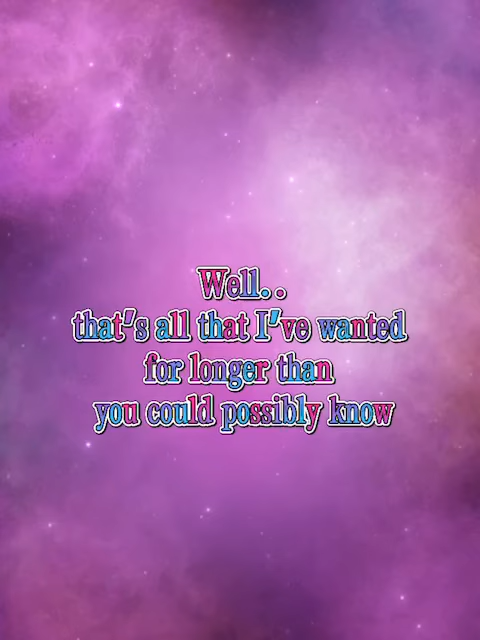 Well..
that's all that I've wanted
for longer than
you could possibly know